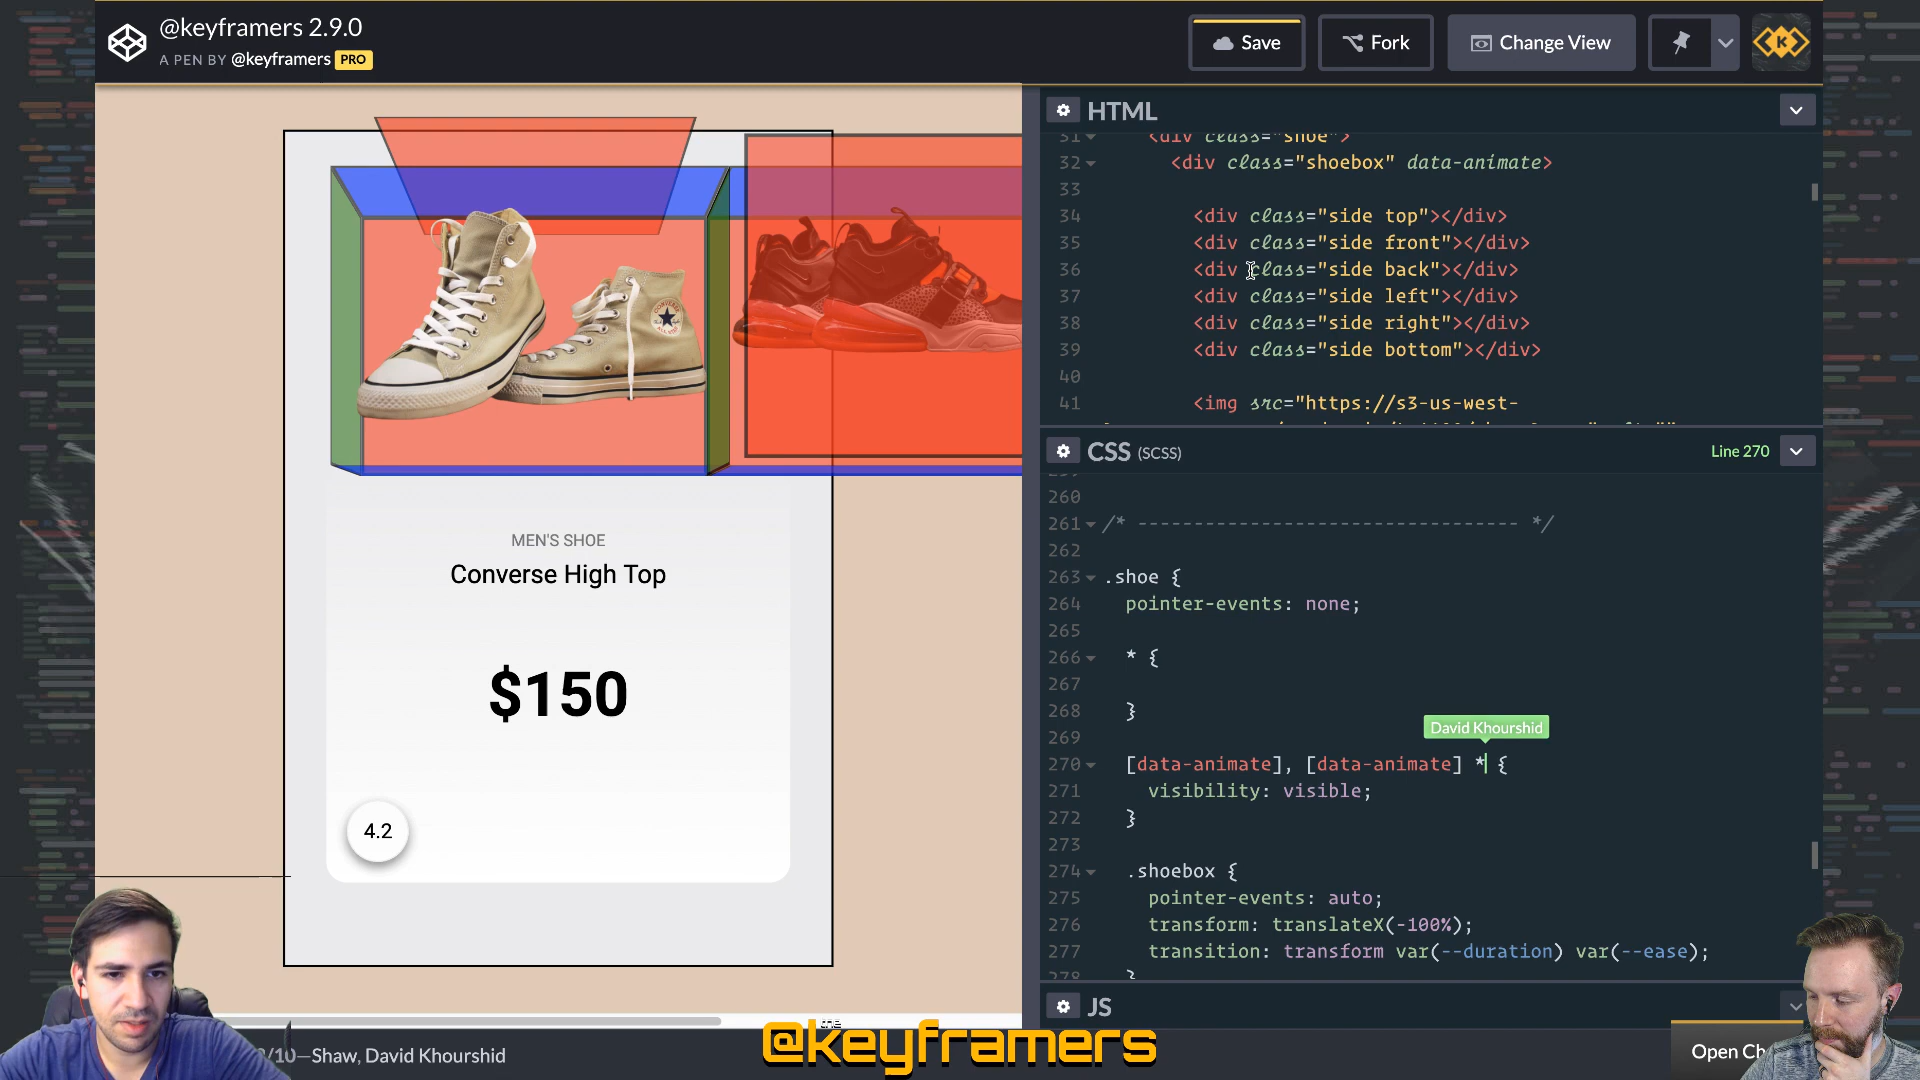 @keyframers 2.9.0
A PEN BY @keyframers PRO
Save
Fork
Change View
HTML
31 <div class="shoe">
32 <div class="shoebox" data-animate>
33
34 <div class="side top"></div>
35 <div class="side front"></div>
36 <div class="side back"></div>
37 <div class="side left"></div>
38 <div class="side right"></div>
39 <div class="side bottom"></div>
40
41 <img src="https://s3-us-west-
CSS (SCSS)
Line 270
260
261 /* ---------------------------------- */
262
263 .shoe {
264 pointer-events: none;
265
266 * {
267
268 }
269
David Khourshid
270 [data-animate], [data-animate] * {
271 visibility: visible;
272 }
273
274 .shoebox {
275 pointer-events: auto;
276 transform: translateX(-100%);
277 transition: transform var(--duration) var(--ease);
278 }
JS
MEN'S SHOE
Converse High Top
$150
4.2
/10—Shaw, David Khourshid
@keyframers
Open Ch